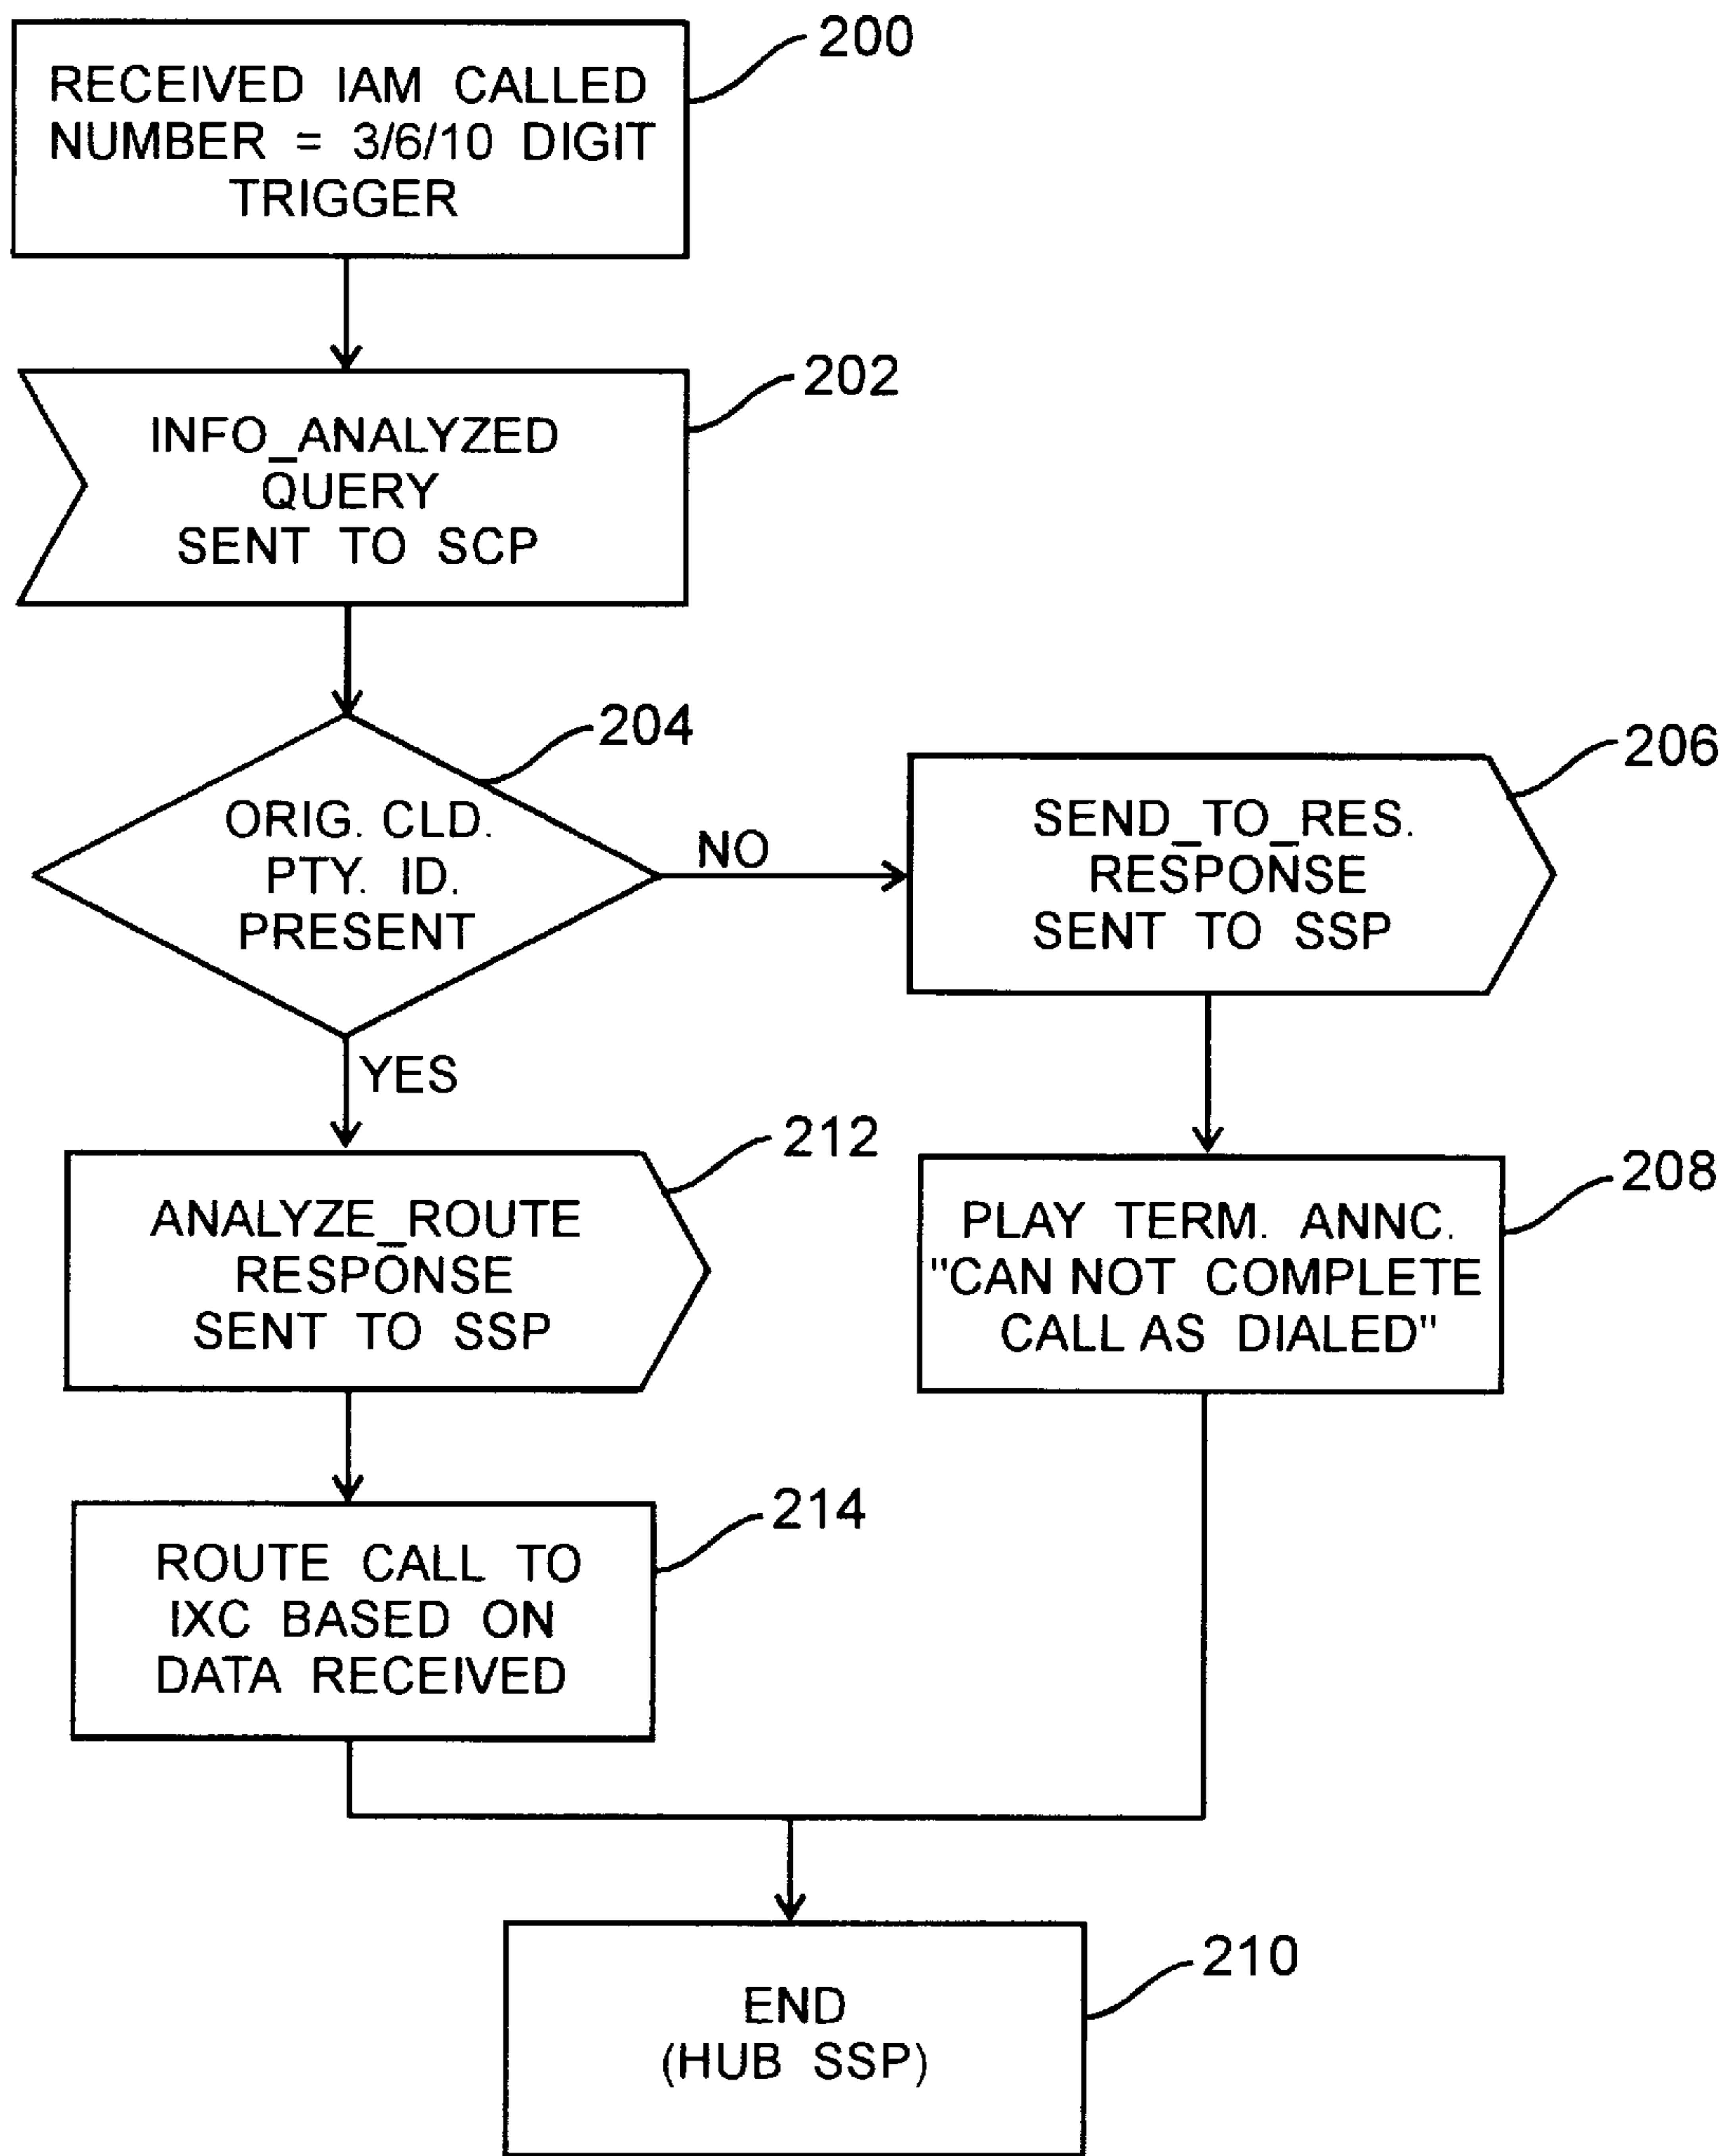 200
RECEIVED IAM CALLED
NUMBER = 3/6/10 DIGIT
TRIGGER
202
INFO_ANALYZED
QUERY
SENT TO SCP
204
ORIG. CLD.
PTY. ID.
PRESENT
NO
206
SEND_TO_RES.
RESPONSE
SENT TO SSP
YES
212
ANALYZE_ROUTE
RESPONSE
SENT TO SSP
208
PLAY TERM. ANNC.
"CAN NOT COMPLETE
CALL AS DIALED"
214
ROUTE CALL TO
IXC BASED ON
DATA RECEIVED
210
END
(HUB SSP)